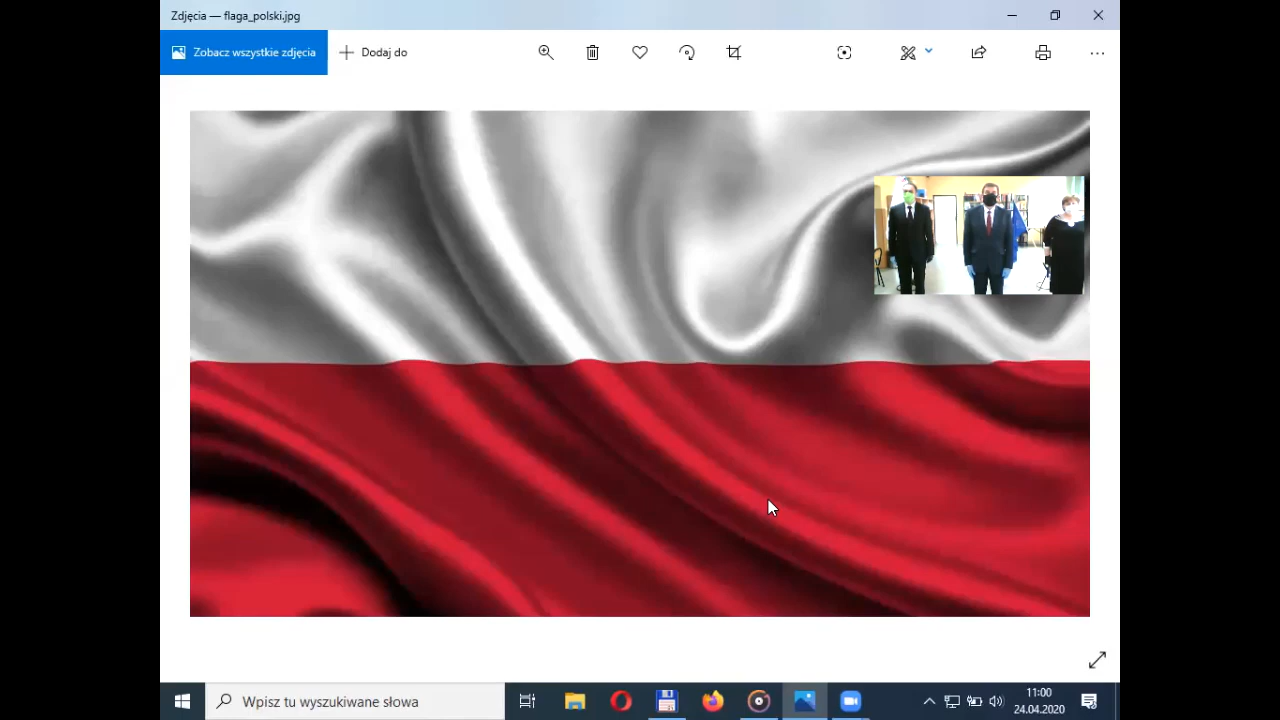 Zdjęcia — flaga_polski.jpg
Zobacz wszystkie zdjęcia
Dodaj do
Wpisz tu wyszukiwane słowa
11:00
24.04.2020